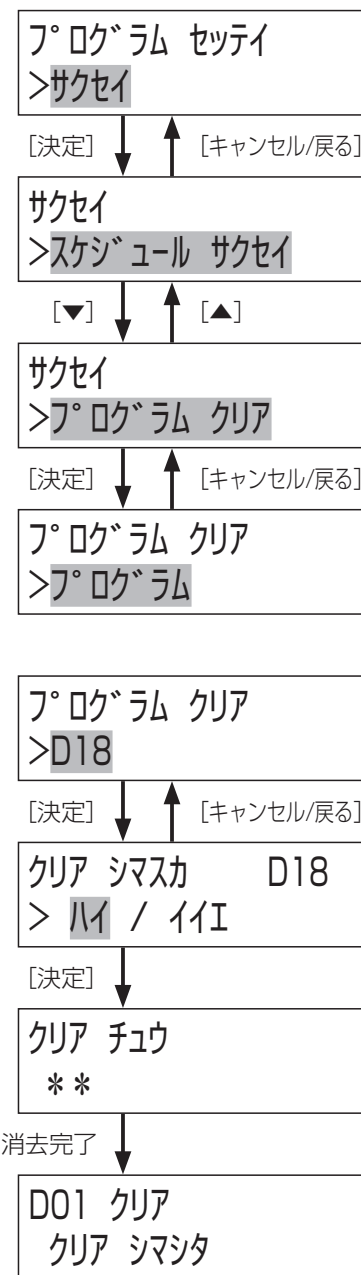 プログラム セッテイ
>サクセイ
[決定] [キャンセル/戻る]
サクセイ
>スケジュール サクセイ
[▼] [▲]
サクセイ
>プログラム クリア
[決定] [キャンセル/戻る]
プログラム クリア
>プログラム
プログラム クリア
>D18
[決定] [キャンセル/戻る]
クリア シマスカ D18
> ハイ / イイエ
[決定]
クリア チュウ
**
消去完了
D01 クリア
クリア シマシタ